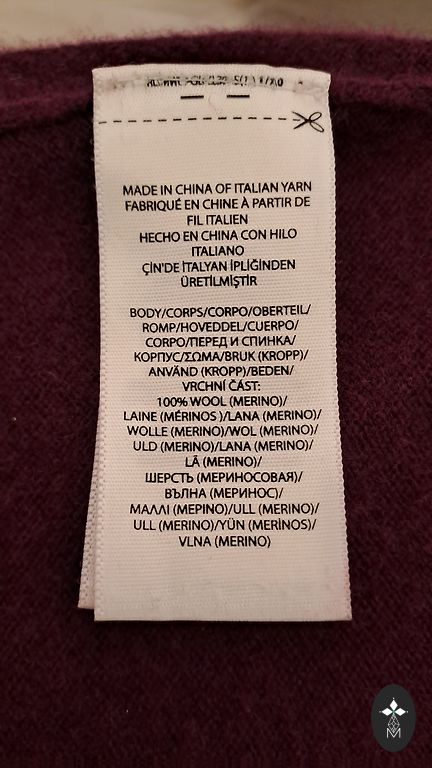 MADE IN CHINA OF ITALIAN YARN
FABRIQUÉ EN CHINE À PARTIR DE
FIL ITALIEN
HECHO EN CHINA CON HILO
ITALIANO
ÇİN'DE İTALYAN İPLİĞİNDEN
ÜRETİLMİŞTİR
BODY/CORPS/CORPO/OBERTEIL/
ROMP/HOVEDDEL/CUERPO/
CORPO/ПЕРЕД И СПИНКА/
КОРПУС/ΣΩΜΑ/BRUK (KROPP)/
ANVÄND (KROPP)/BEDEN/
VRCHNÍ ČÁST:
100% WOOL (MERINO)/
LAINE (MÉRINOS )/LANA (MERINO)/
WOLLE (MERINO)/WOL (MERINO)/
ULD (MERINO)/LANA (MERINO)/
LÃ (MERINO)/
ШЕРСТЬ (МЕРИНОСОВАЯ)/
ВЪЛНА (МЕРИНОС)/
ΜΑΛΛΙ (ΜΕΡΙΝΟ)/ULL (MERINO)/
ULL (MERINO)/YÜN (MERİNOS)/
VLNA (MERINO)
M